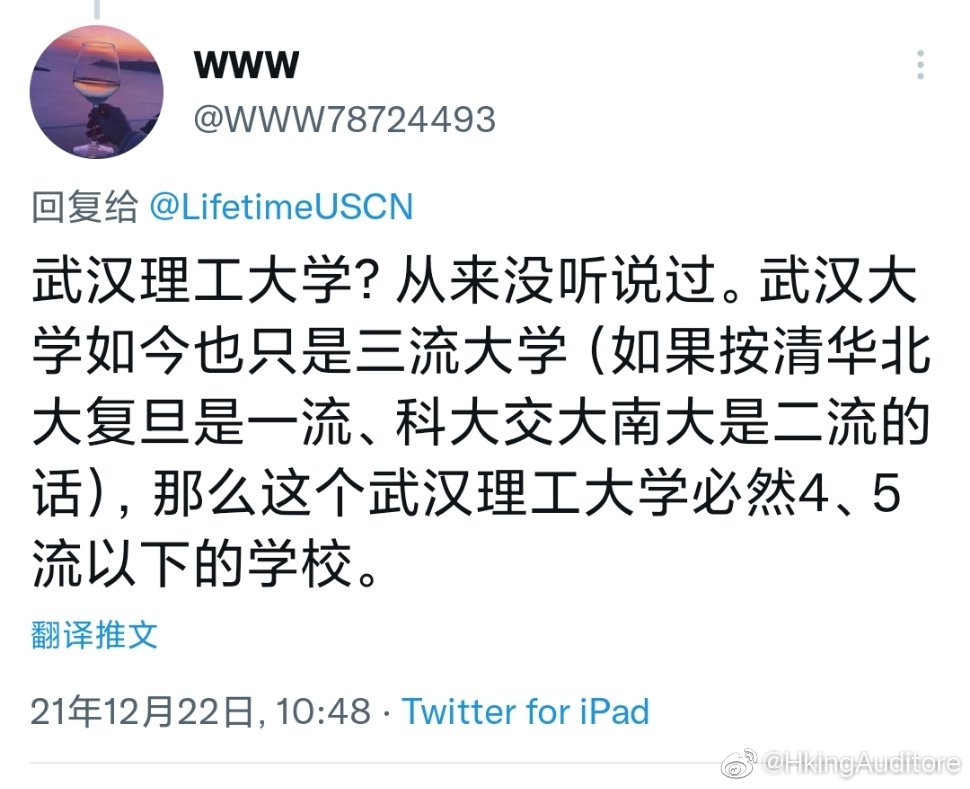 WWW
@WWW78724493
回复给 @LifetimeUSCN
武汉理工大学？从来没听说过。武汉大
学如今也只是三流大学（如果按清华北
大复旦是一流、科大交大南大是二流的
话），那么这个武汉理工大学必然4、5
流以下的学校。
翻译推文
21年12月22日, 10:48 · Twitter for iPad
@HkingAuditore